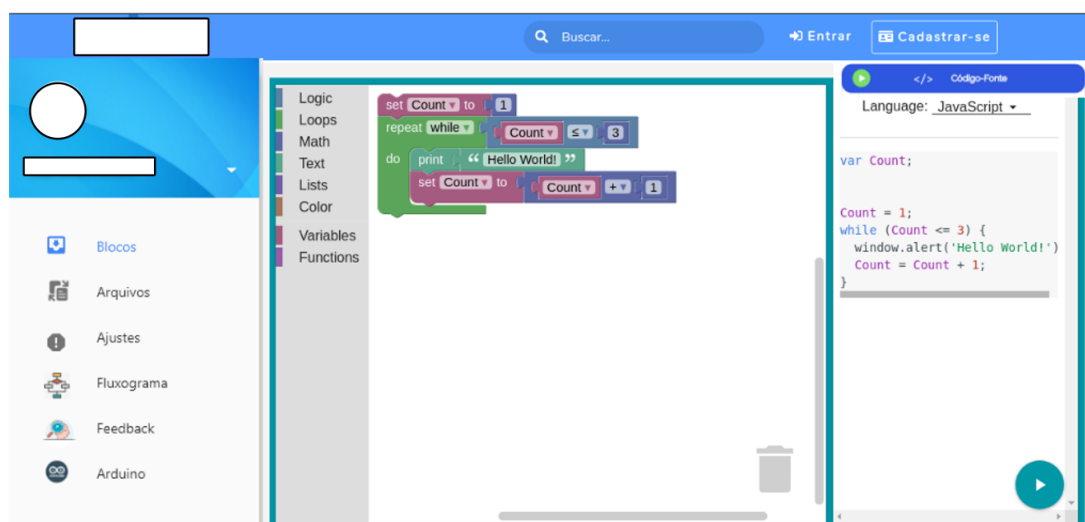 Buscar...
Entrar
Cadastrar-se
Blocos
Arquivos
Ajustes
Fluxograma
Feedback
Arduino
Logic
Loops
Math
Text
Lists
Color
Variables
Functions
set Count to 1
repeat while Count ≤ 3
do print “ Hello World! ”
set Count to Count + 1
</> Código-Fonte
Language: JavaScript
var Count;
Count = 1;
while (Count <= 3) {
window.alert('Hello World!')
Count = Count + 1;
}